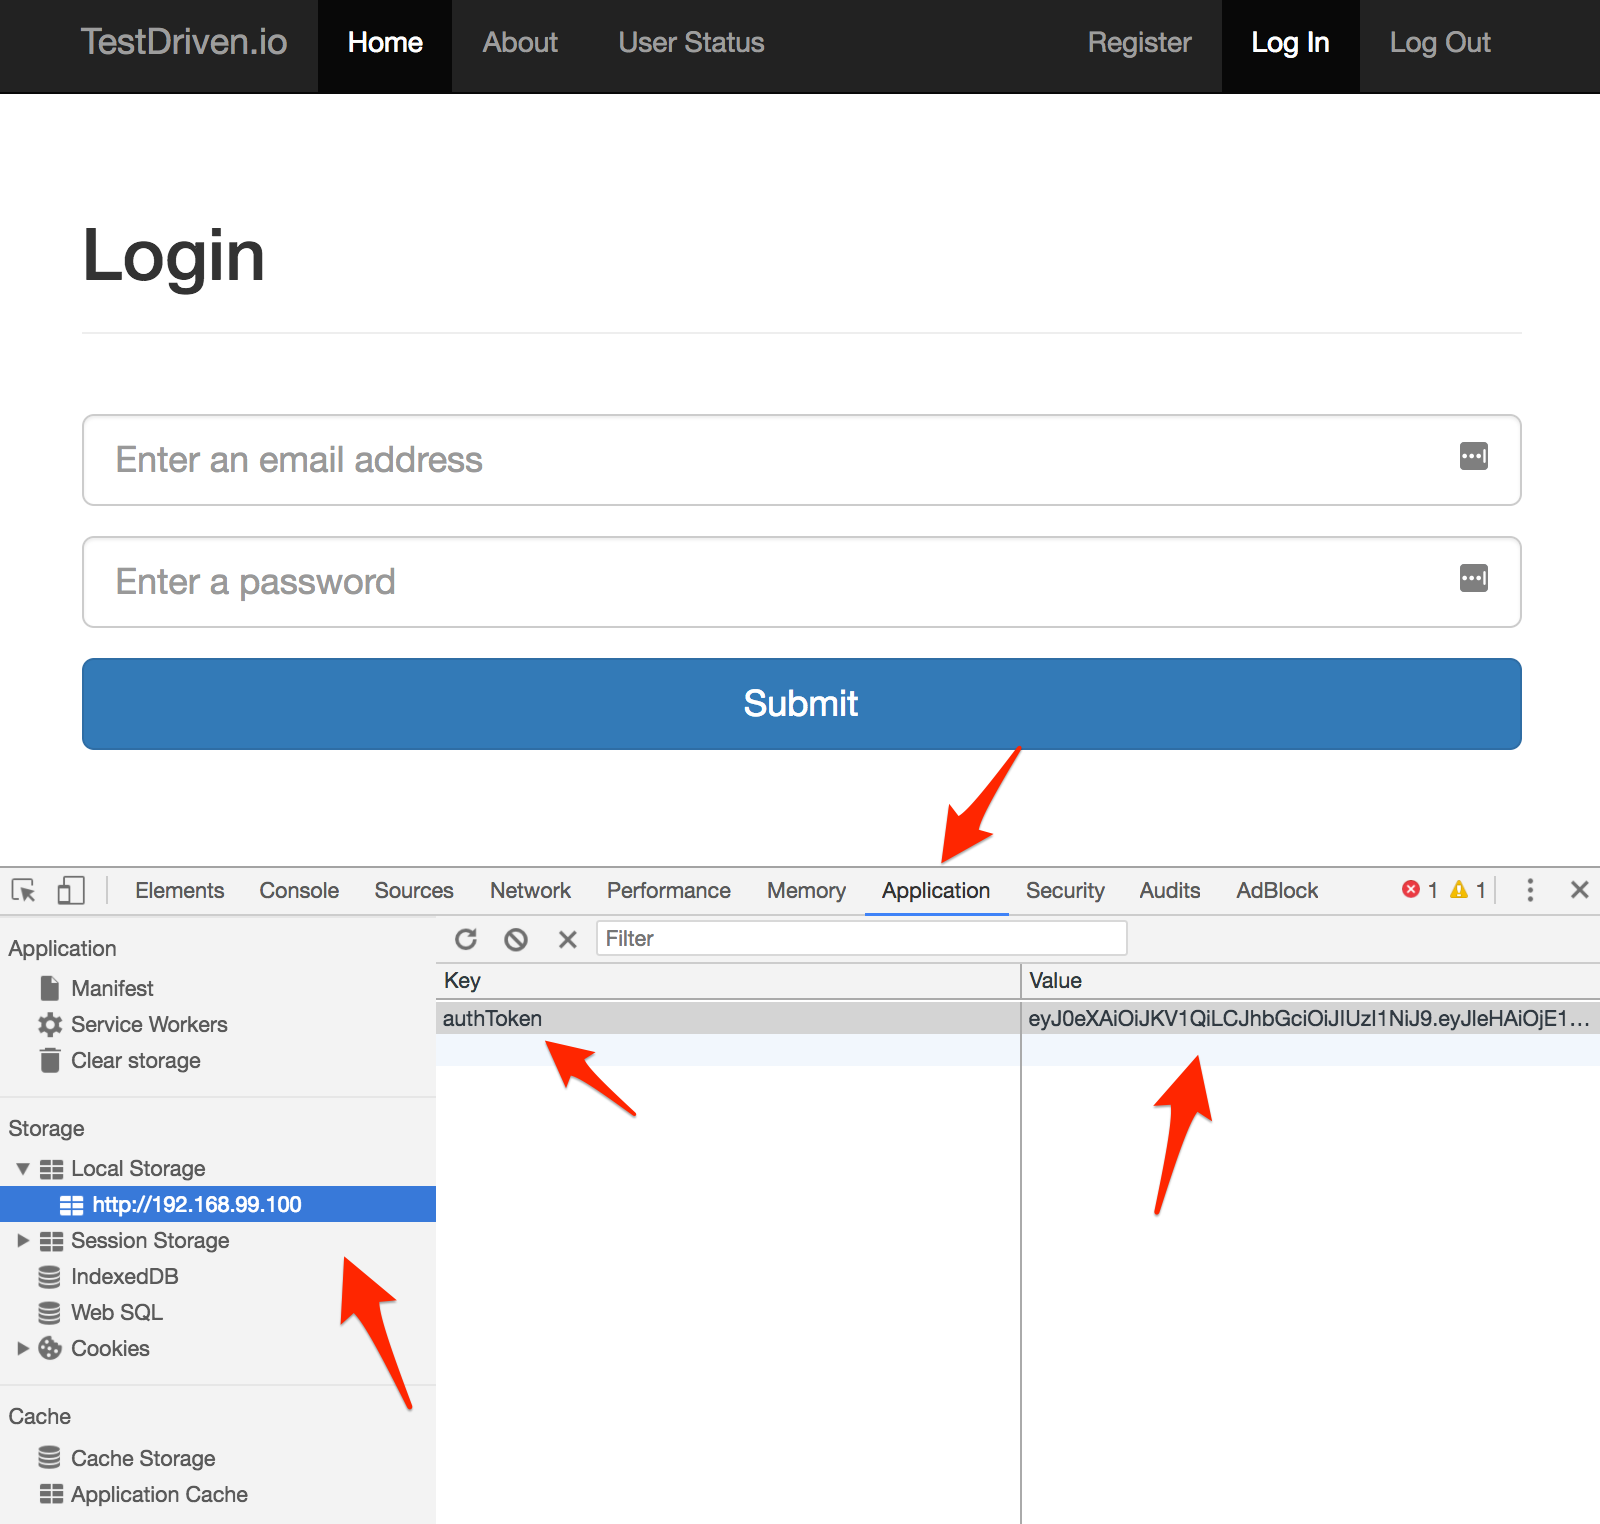 TestDriven.io Home About User Status Register Log In Log Out
Login
Enter an email address
Enter a password
Submit
Elements Console Sources Network Performance Memory Application Security Audits AdBlock 1 1
Application
Manifest
Service Workers
Clear storage
Storage
Local Storage
http://192.168.99.100
Session Storage
IndexedDB
Web SQL
Cookies
Cache
Cache Storage
Application Cache
Filter
Key Value
authToken eyJ0eXAiOiJKV1QiLCJhbGciOiJIUzI1NiJ9.eyJleHAiOjE1...